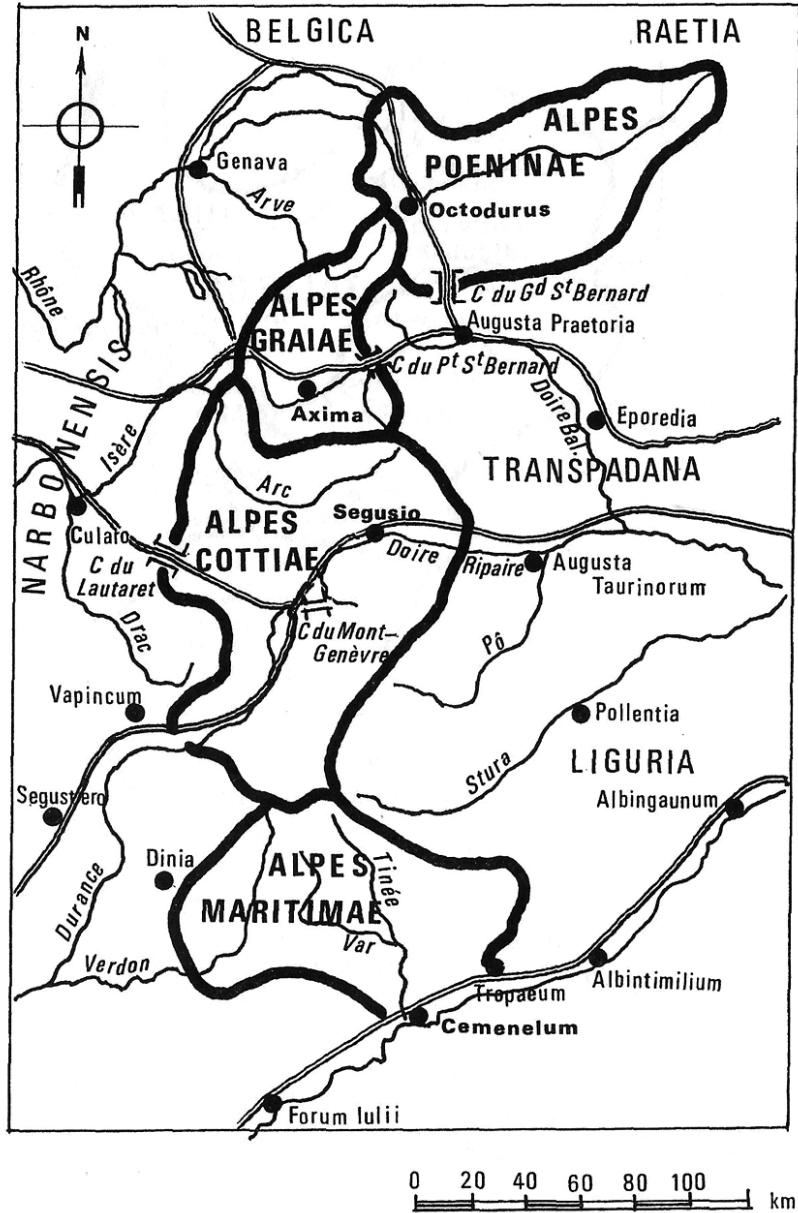 BELGICA
RAETIA
N
ALPES
POENINAE
Genava
Arve
Octodurus
Rhône
C du Gd St Bernard
ALPES
GRAIAE
Augusta Praetoria
C du Pt St Bernard
Axima
Doire Bal.
Eporedia
NARBONENSIS
Isère
TRANSPADANA
Arc
Segusio
Cularo
ALPES
COTTIAE
Doire Ripaire
Augusta
Taurinorum
C du
Lautaret
Drac
C du Mont-
Genèvre
Pô
Vapincum
Pollentia
Stura
LIGURIA
Segustero
Albingaunum
Dinia
ALPES
MARITIMAE
Tinée
Durance
Var
Verdon
Tropaeum
Albintimilium
Cemenelum
Forum Iulii
0 20 40 60 80 100
km